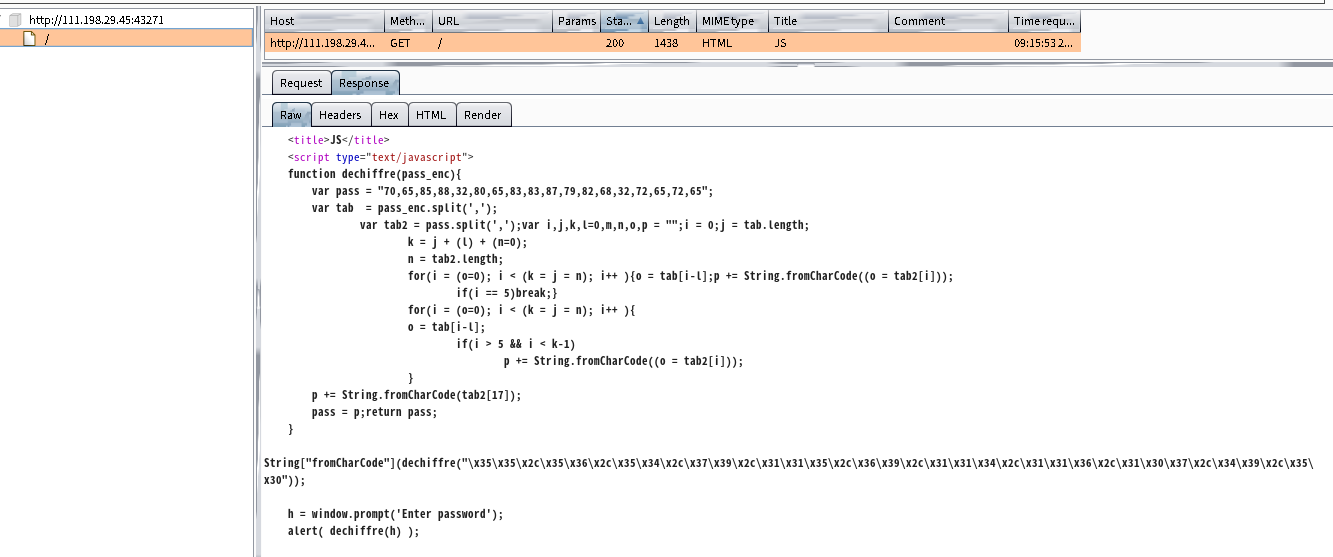 http://111.198.29.45:43271
/
Host Meth... URL Params Sta... Length MIME type Title Comment Time requ...
http://111.198.29.4... GET / 200 1438 HTML JS 09:15:53 2...
Request Response
Raw Headers Hex HTML Render
<title>JS</title>
<script type="text/javascript">
function dechiffre(pass_enc){
var pass = "70,65,85,88,32,80,65,83,83,87,79,82,68,32,72,65,72,65";
var tab  = pass_enc.split(',');
var tab2 = pass.split(',');var i,j,k,l=0,m,n,o,p = "";i = 0;j = tab.length;
k = j + (l) + (n=0);
n = tab2.length;
for(i = (o=0); i < (k = j = n); i++ ){o = tab[i-l];p += String.fromCharCode((o = tab2[i]));
if(i == 5)break;}
for(i = (o=0); i < (k = j = n); i++ ){
o = tab[i-l];
if(i > 5 && i < k-1)
p += String.fromCharCode((o = tab2[i]));
}
p += String.fromCharCode(tab2[17]);
pass = p;return pass;
}
String["fromCharCode"](dechiffre("\x35\x35\x2c\x35\x36\x2c\x35\x34\x2c\x37\x39\x2c\x31\x31\x35\x2c\x36\x39\x2c\x31\x31\x34\x2c\x31\x31\x36\x2c\x31\x30\x37\x2c\x34\x39\x2c\x35\
x30"));
h = window.prompt('Enter password');
alert( dechiffre(h) );